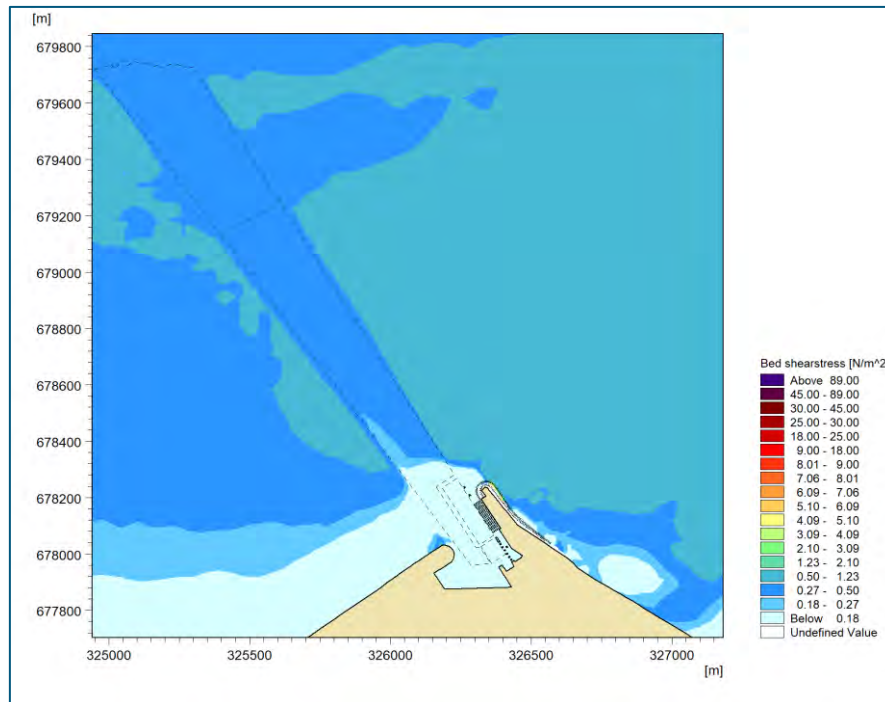 [m]
679800
679600
679400
679200
679000
678800
678600
678400
678200
678000
677800
325000 325500 326000 326500 327000
[m]
Bed shearstress [N/m^2
Above 89.00
45.00 - 89.00
30.00 - 45.00
25.00 - 30.00
18.00 - 25.00
9.00 - 18.00
8.01 - 9.00
7.06 - 8.01
6.09 - 7.06
5.10 - 6.09
4.09 - 5.10
3.09 - 4.09
2.10 - 3.09
1.23 - 2.10
0.50 - 1.23
0.27 - 0.50
0.18 - 0.27
Below 0.18
Undefined Value